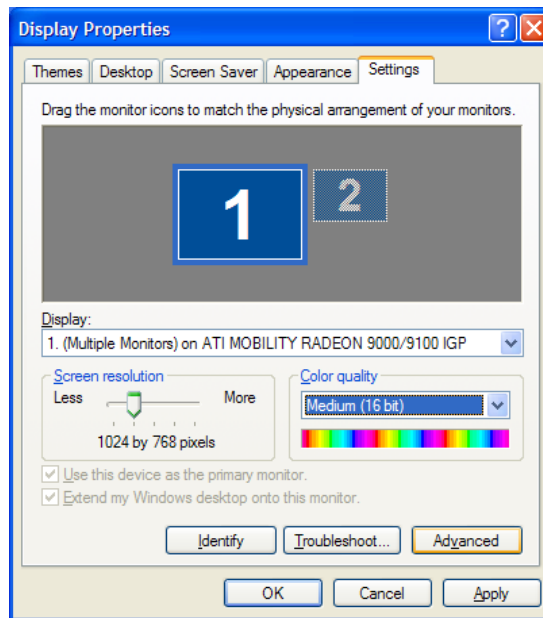 Display Properties
Themes Desktop Screen Saver Appearance Settings
Drag the monitor icons to match the physical arrangement of your monitors.
1 2
Display:
1. (Multiple Monitors) on ATI MOBILITY RADEON 9000/9100 IGP
Screen resolution Color quality
Less More Medium (16 bit)
1024 by 768 pixels
Use this device as the primary monitor.
Extend my Windows desktop onto this monitor.
Identify Troubleshoot... Advanced
OK Cancel Apply